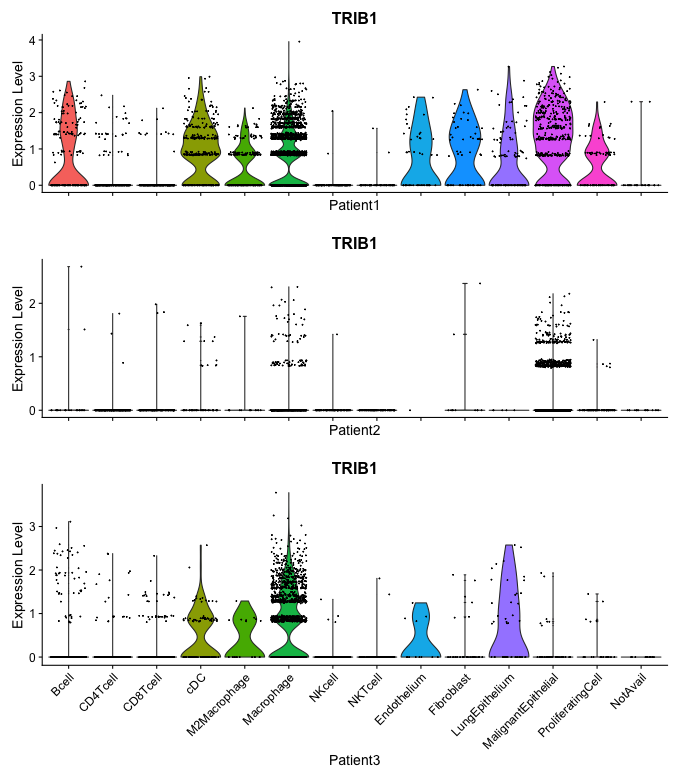 TRIB1
Expression Level
4
3
2
1
0
Patient1
TRIB1
Expression Level
2
1
0
Patient2
TRIB1
Expression Level
3
2
1
0
Bcell
CD4Tcell
CD8Tcell
cDC
M2Macrophage
Macrophage
NKcell
NKTcell
Endothelium
Fibroblast
LungEpithelium
MalignantEpithelial
ProliferatingCell
NotAvail
Patient3